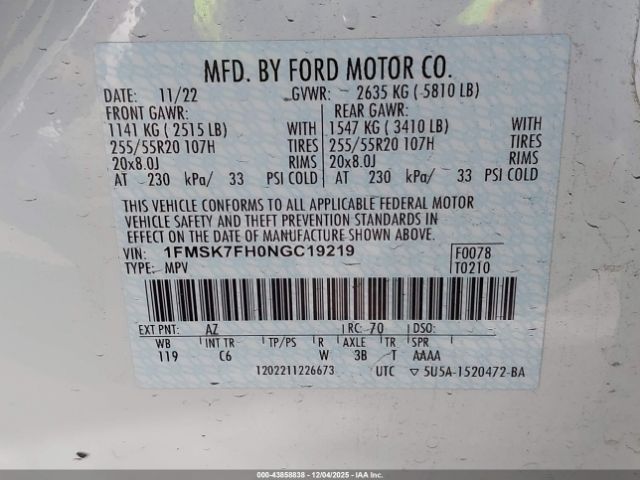 MFD. BY FORD MOTOR CO.
DATE: 11/22 GVWR: 2635 KG ( 5810 LB)
FRONT GAWR: REAR GAWR:
1141 KG ( 2515 LB) WITH 1547 KG ( 3410 LB) WITH
255/55R20 107H TIRES 255/55R20 107H TIRES
20x8.0J RIMS 20x8.0J RIMS
AT 230 kPa/ 33 PSI COLD AT 230 kPa/ 33 PSI COLD
THIS VEHICLE CONFORMS TO ALL APPLICABLE FEDERAL MOTOR
VEHICLE SAFETY AND THEFT PREVENTION STANDARDS IN
EFFECT ON THE DATE OF MANUFACTURE SHOWN ABOVE.
VIN: 1FMSK7FH0NGC19219 F0078
TYPE: MPV T0210
EXT PNT: AZ RC: 70 DSO:
WB INT TR TP/PS R AXLE TR SPR
119 C6 W 3B T AAAA
1202211226673 UTC ▽ 5U5A-1520472-BA
000-43858838 - 12/04/2025 - IAA Inc.